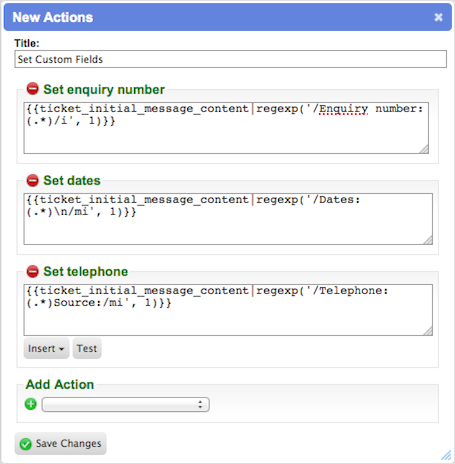 New Actions
Title:
Set Custom Fields
Set enquiry number
{{ticket_initial_message_content|regexp('/Enquiry number:
(.*)/i', 1)}}
Set dates
{{ticket_initial_message_content|regexp('/Dates:
(.*)\n/mi', 1)}}
Set telephone
{{ticket_initial_message_content|regexp('/Telephone:
(.*)Source:/mi', 1)}}
Insert Test
Add Action
Save Changes